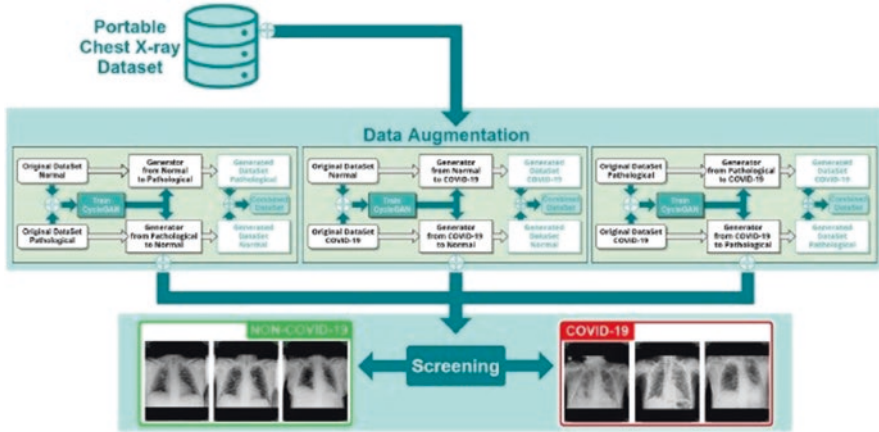 Portable
Chest X-ray
Dataset
Data Augmentation
Original DataSet
Normal
Generator
from Normal
to Pathological
Generated
DataSet
Pathological
Train
CycleGAN
Combined
DataSet
Original DataSet
Pathological
Generator
from Pathological
to Normal
Generated
DataSet
Normal
Original DataSet
Normal
Generator
from Normal
to COVID-19
Generated
DataSet
COVID-19
Train
CycleGAN
Combined
DataSet
Original DataSet
COVID-19
Generator
from COVID-19
to Normal
Generated
DataSet
Normal
Original DataSet
Pathological
Generator
from Pathological
to COVID-19
Generated
DataSet
COVID-19
Train
CycleGAN
Combined
DataSet
Original DataSet
COVID-19
Generator
from COVID-19
to Pathological
Generated
DataSet
Pathological
NON-COVID-19
Screening
COVID-19